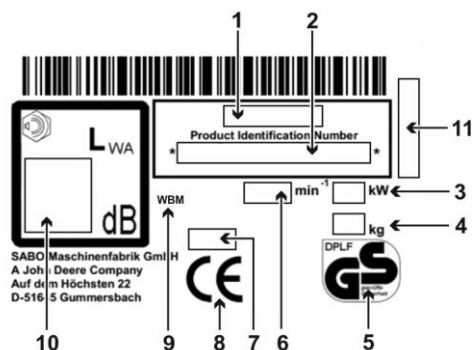 1
2
L WA
Product Identification Number
* *
11
min⁻¹
kW
3
WBM
dB
kg
4
SABO Maschinenfabrik GmbH
A John Deere Company
Auf dem Höchsten 22
D-51645 Gummersbach
CE
DPLF
GS
geprüfte
Sicherheit
10
9
8
7
6
5